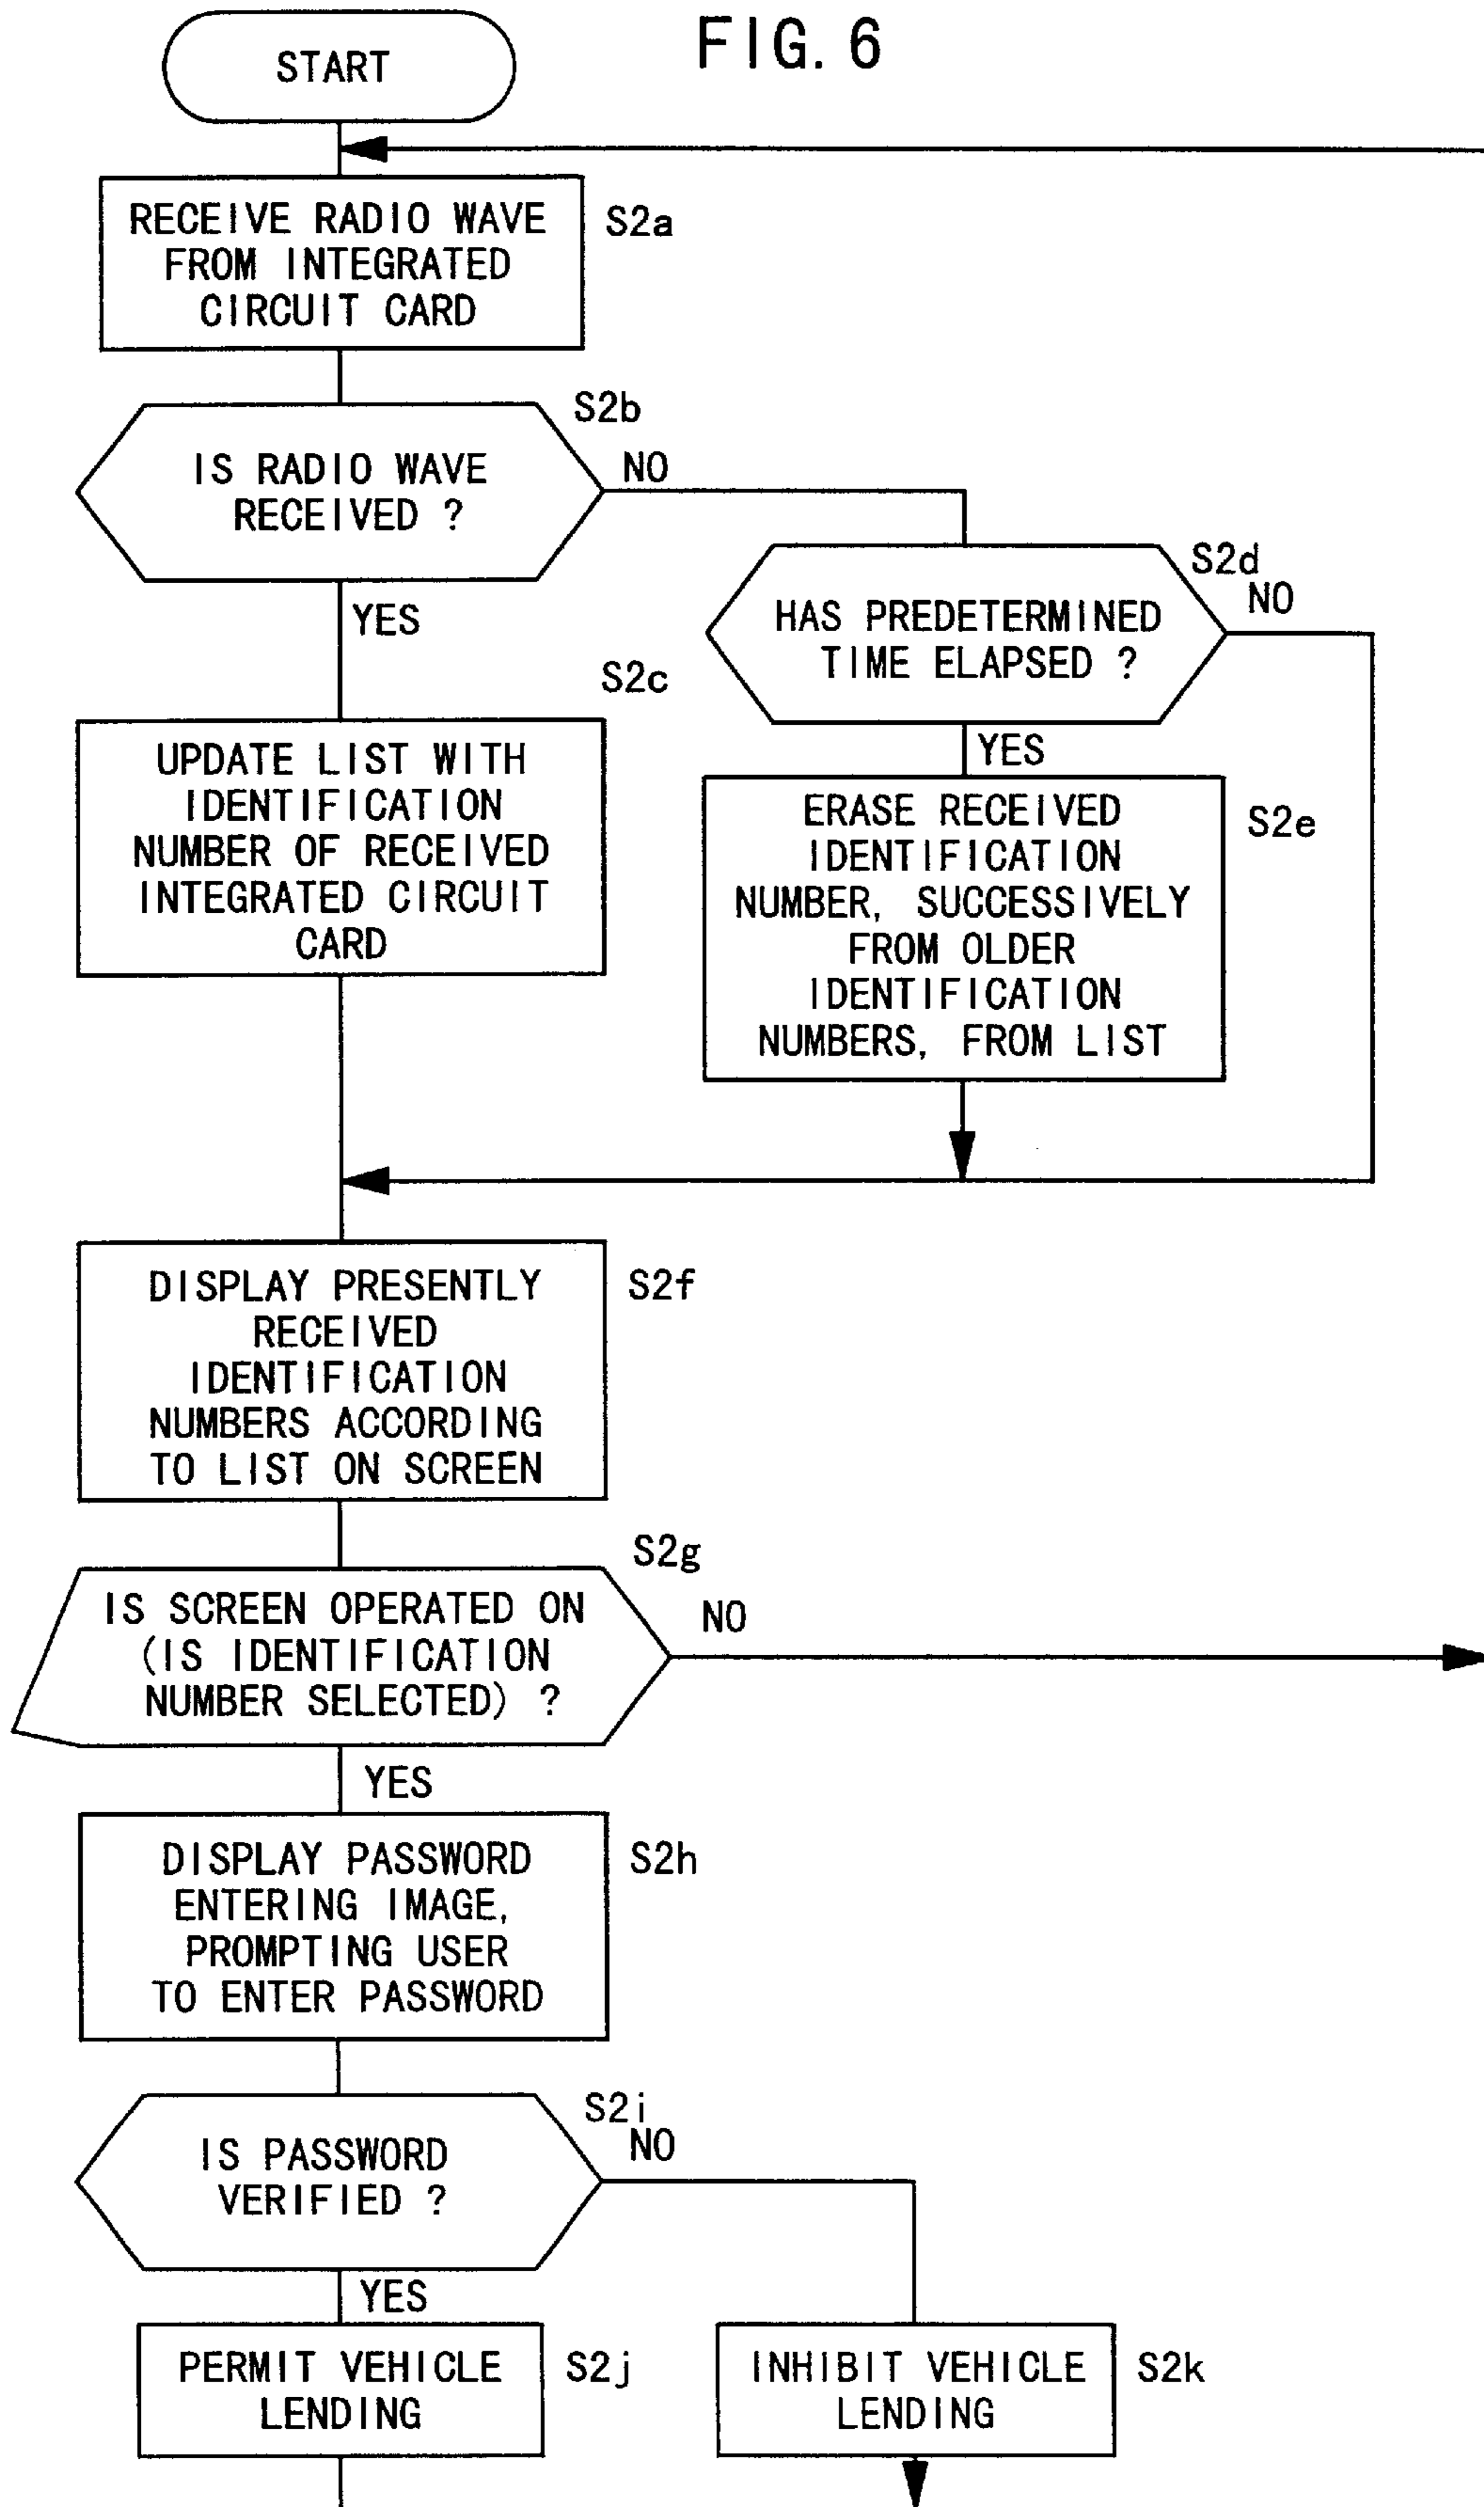 FIG. 6
START
RECEIVE RADIO WAVE
FROM INTEGRATED
CIRCUIT CARD
S2a
IS RADIO WAVE
RECEIVED ?
S2b
NO
YES
HAS PREDETERMINED
TIME ELAPSED ?
S2d
NO
YES
S2c
UPDATE LIST WITH
IDENTIFICATION
NUMBER OF RECEIVED
INTEGRATED CIRCUIT
CARD
ERASE RECEIVED
IDENTIFICATION
NUMBER, SUCCESSIVELY
FROM OLDER
IDENTIFICATION
NUMBERS, FROM LIST
S2e
DISPLAY PRESENTLY
RECEIVED
IDENTIFICATION
NUMBERS ACCORDING
TO LIST ON SCREEN
S2f
IS SCREEN OPERATED ON
(IS IDENTIFICATION
NUMBER SELECTED) ?
S2g
NO
YES
DISPLAY PASSWORD
ENTERING IMAGE,
PROMPTING USER
TO ENTER PASSWORD
S2h
IS PASSWORD
VERIFIED ?
S2i
NO
YES
PERMIT VEHICLE
LENDING
S2j
INHIBIT VEHICLE
LENDING
S2k